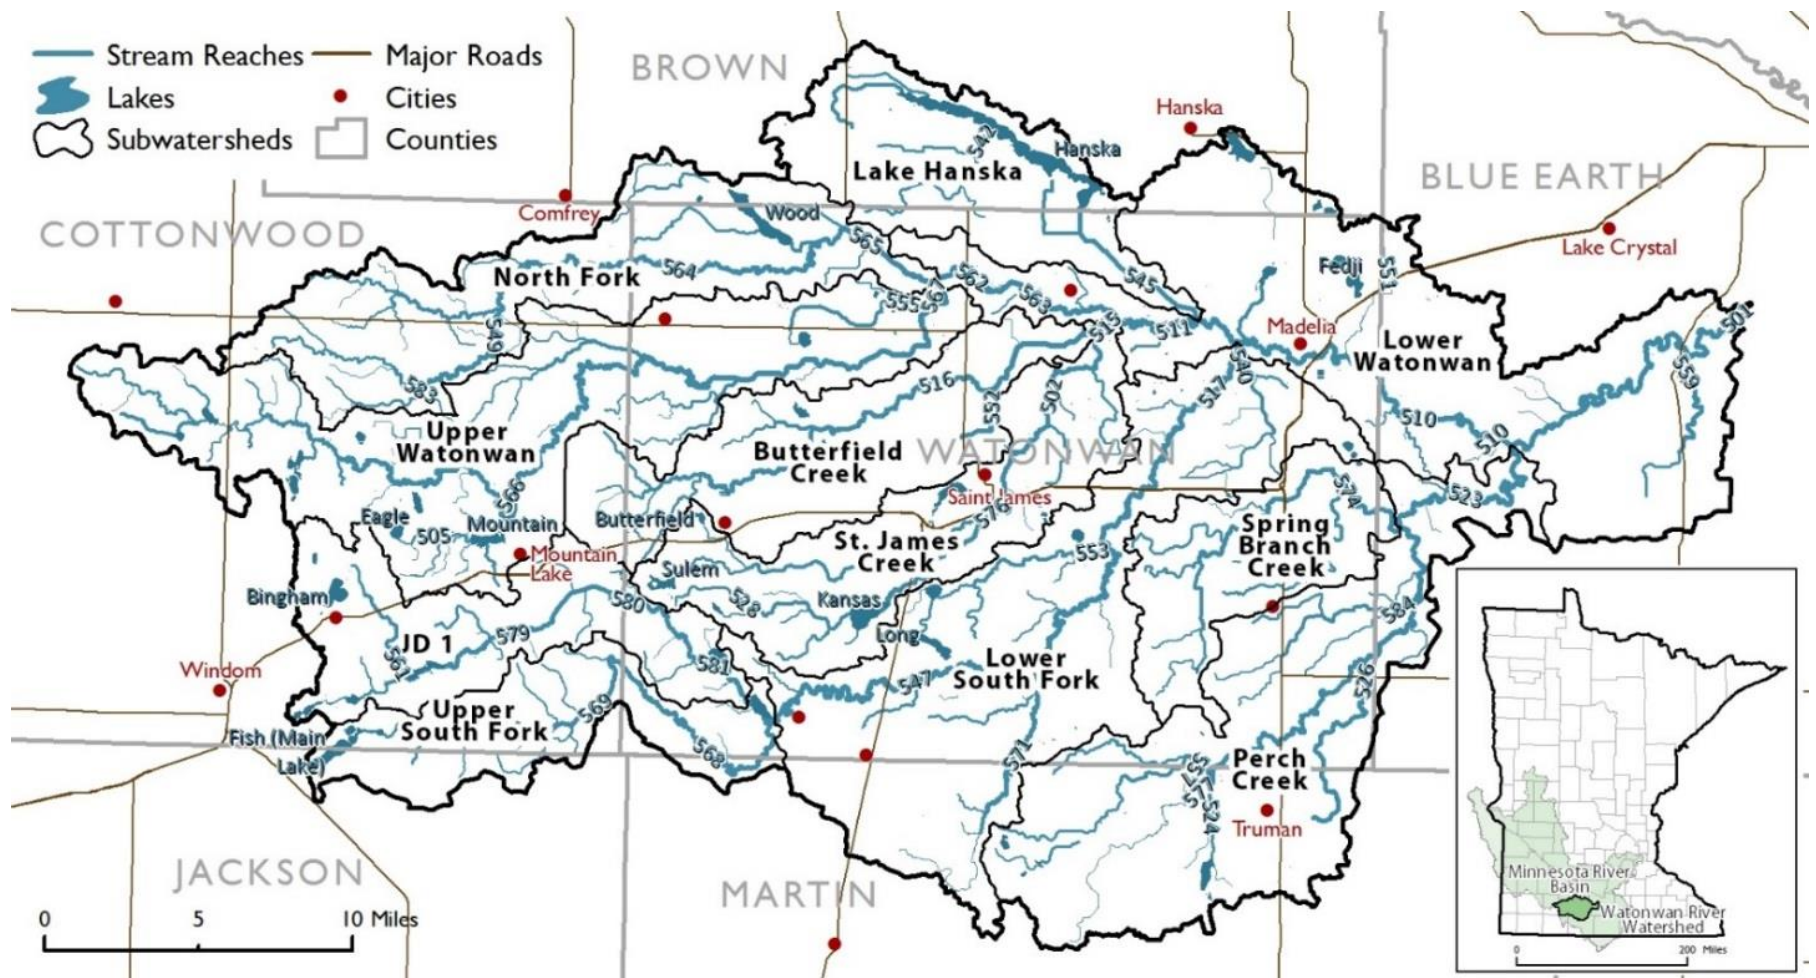 Stream Reaches
Major Roads
Lakes
Cities
Subwatersheds
Counties
BROWN
Hanska
542
Hanska
Lake Hanska
BLUE EARTH
Comfrey
Wood
COTTONWOOD
Lake Crystal
565
564
North Fork
562
545
Fedji
551
563
567
555
549
515
511
Madelia
501
Lower
Watonwan
540
559
583
516
517
552
502
510
510
Upper
Watonwan
Butterfield
Creek
WATONWAN
566
Saint James
574
523
Eagle
505
Mountain
Butterfield
576
Spring
Branch
Creek
Mountain
Lake
St. James
Creek
553
Sulem
Bingham
580
528
Kansas
584
JD 1
579
Long
561
581
Lower
South Fork
Windom
547
526
569
Upper
South Fork
Fish (Main
Lake)
568
571
557
577
524
Perch
Creek
Truman
JACKSON
MARTIN
0 5 10 Miles
Minnesota River
Basin
Watonwan River
Watershed
0 200 Miles